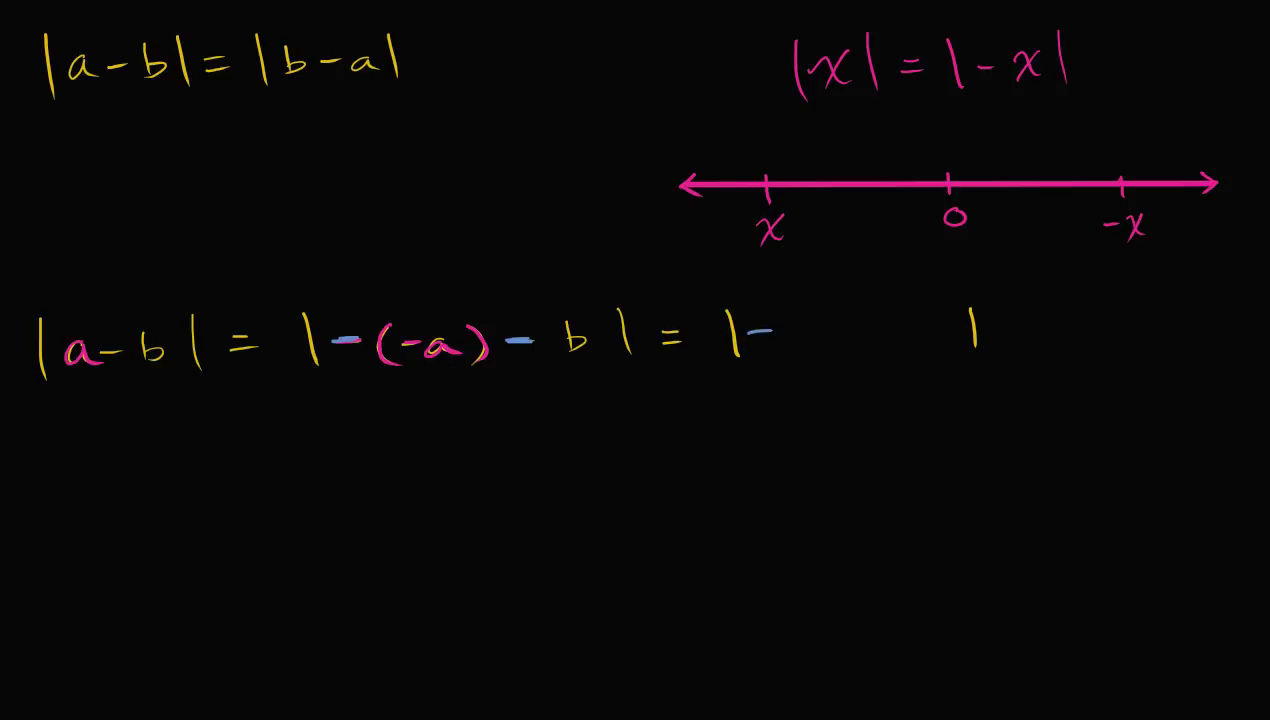 |a - b| = |b - a|
|x| = |- x|
x 0 -x
|a - b| = |- (-a) - b| = |- |